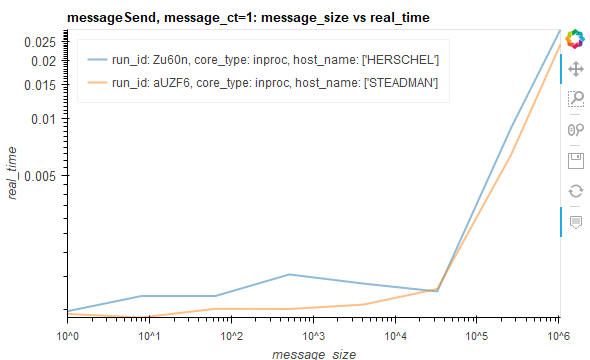 messageSend, message_ct=1: message_size vs real_time
run_id: Zu60n, core_type: inproc, host_name: ['HERSCHEL']
run_id: aUZF6, core_type: inproc, host_name: ['STEADMAN']
0.025
0.02
0.015
0.01
0.005
real_time
10^0 10^1 10^2 10^3 10^4 10^5 10^6
message_size